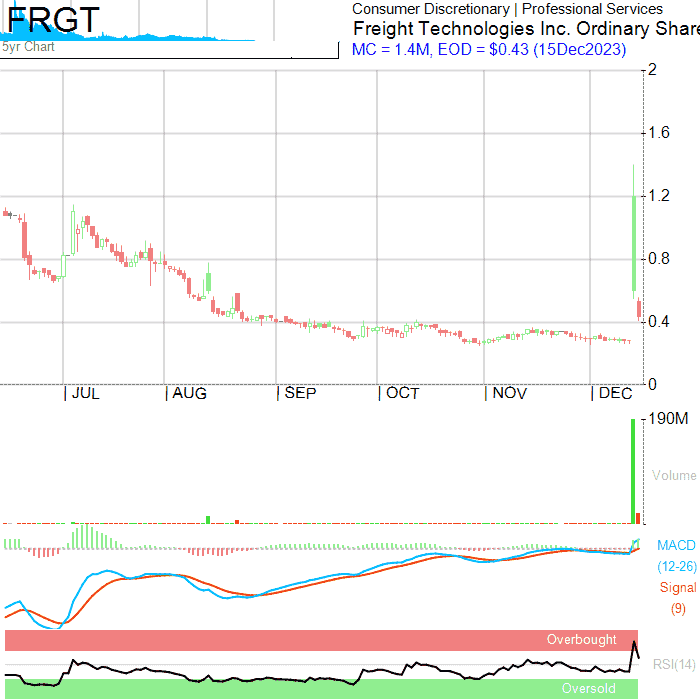 FRGT
5yr Chart
Consumer Discretionary | Professional Services
Freight Technologies Inc. Ordinary Share
MC = 1.4M, EOD = $0.43 (15Dec2023)
2
1.6
1.2
0.8
0.4
0
JUL AUG SEP OCT NOV DEC
190M
Volume
MACD
(12-26)
Signal
(9)
Overbought
RSI(14)
Oversold